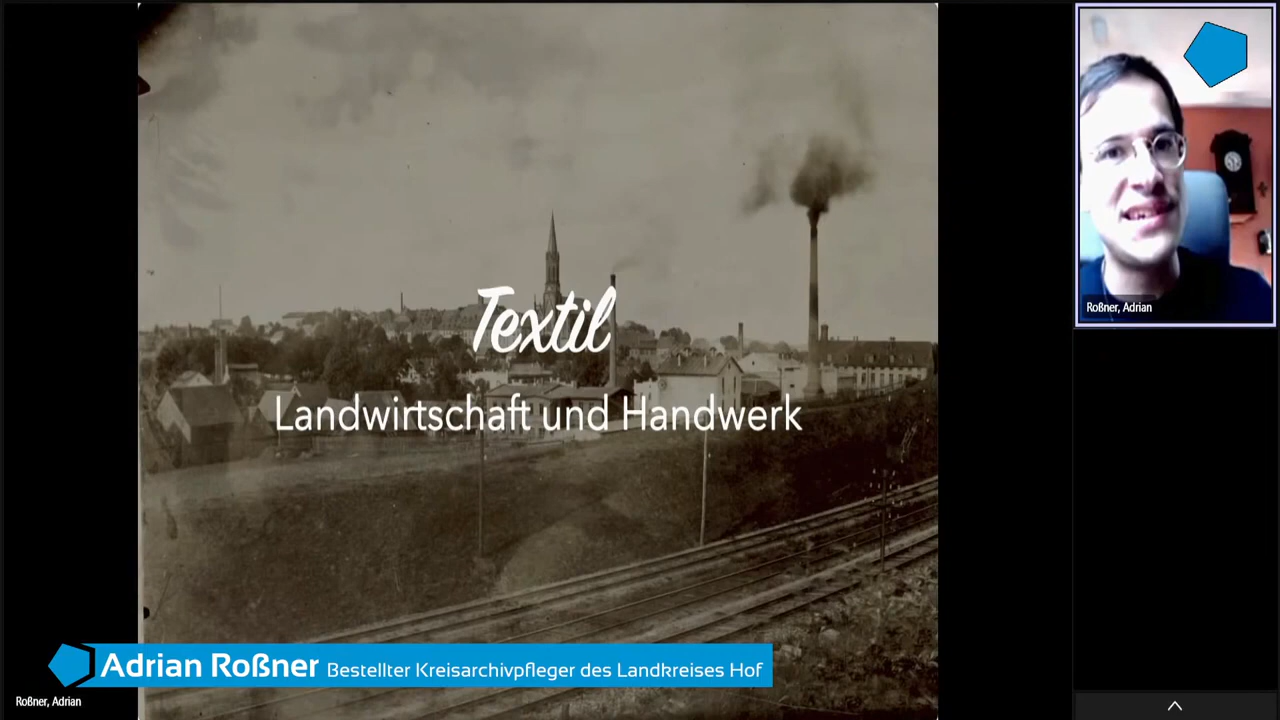 Textil
Landwirtschaft und Handwerk
Roßner, Adrian
Adrian Roßner Bestellter Kreisarchivpfleger des Landkreises Hof
Roßner, Adrian